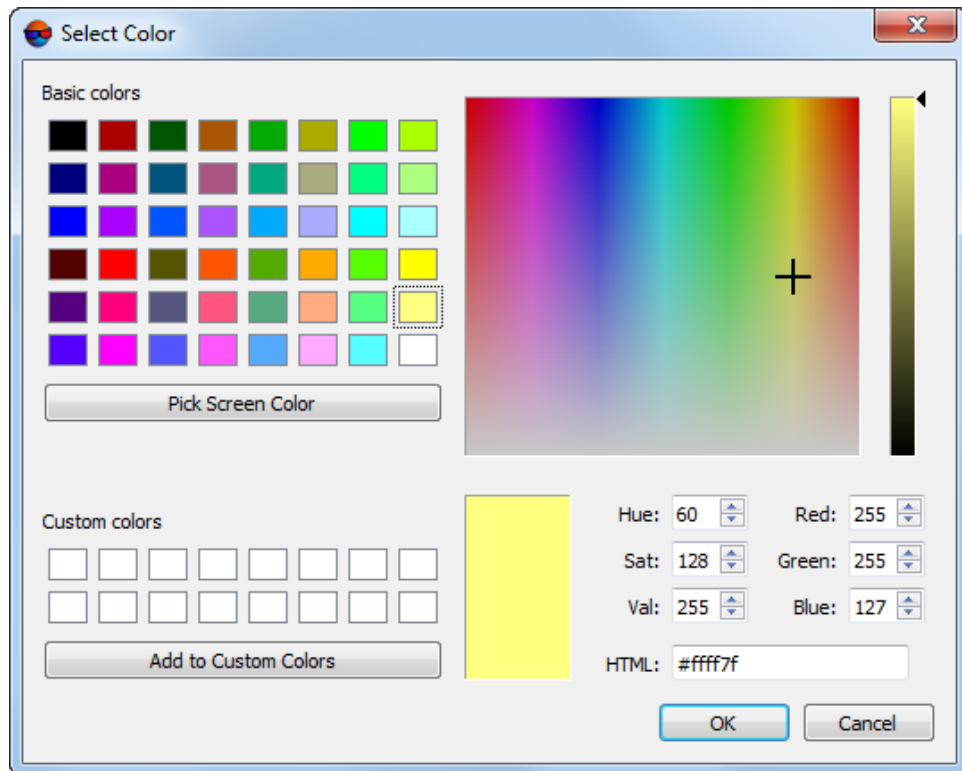 Select Color
Basic colors
Pick Screen Color
Custom colors
Add to Custom Colors
Hue: 60 Red: 255
Sat: 128 Green: 255
Val: 255 Blue: 127
HTML: #ffff7f
OK Cancel